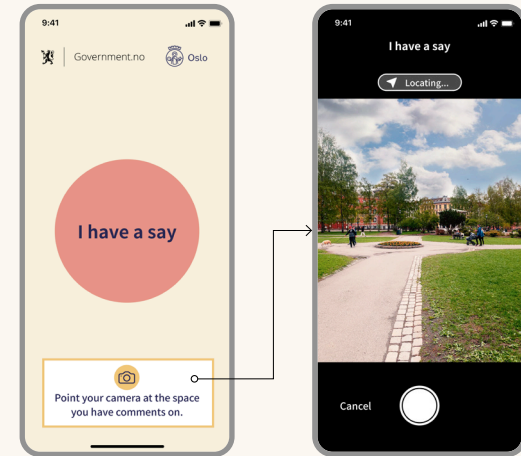 9:41
Government.no
Oslo
I have a say
Point your camera at the space
you have comments on.
9:41
I have a say
Locating...
Cancel